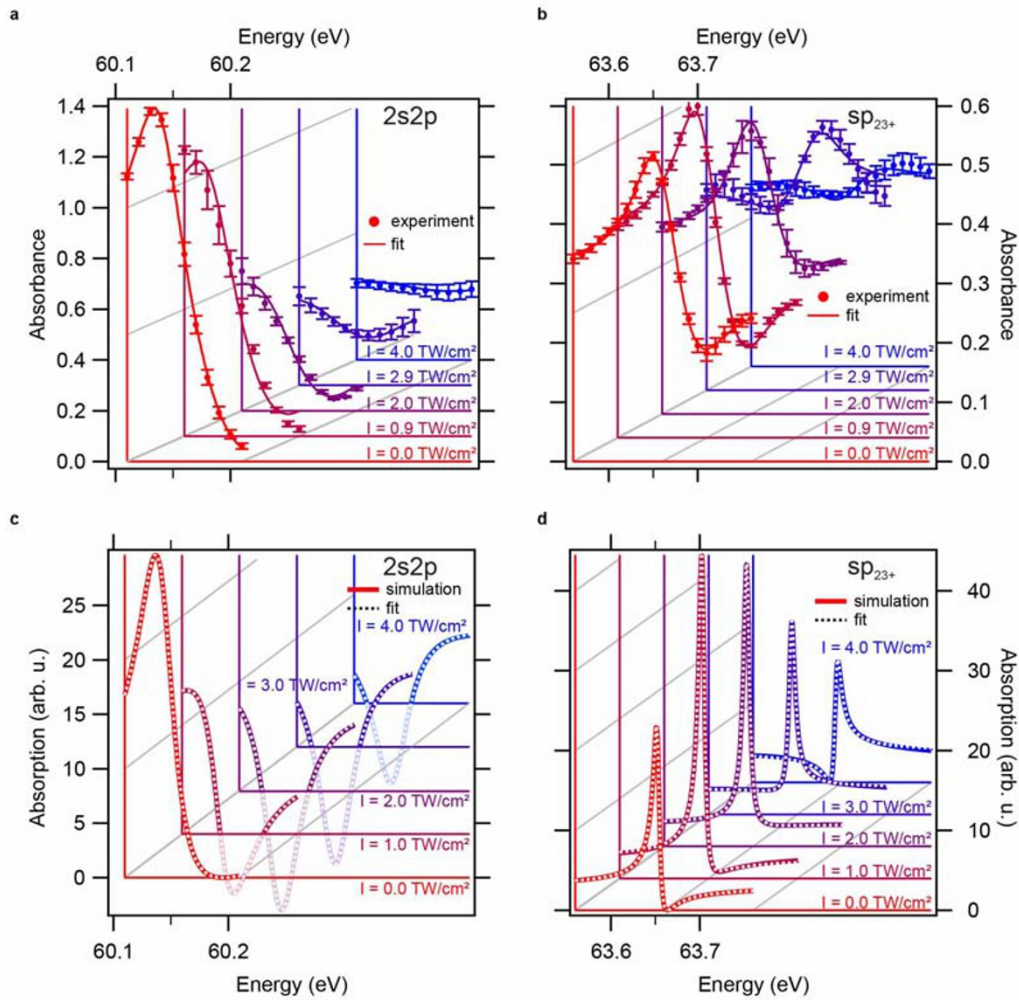 a
Energy (eV)
60.1 60.2
Absorbance
1.4
1.2
1.0
0.8
0.6
0.4
0.2
0.0
2s2p
experiment
fit
I = 4.0 TW/cm²
I = 2.9 TW/cm²
I = 2.0 TW/cm²
I = 0.9 TW/cm²
I = 0.0 TW/cm²
b
Energy (eV)
63.6 63.7
sp₂₃₊
0.6
0.5
0.4
0.3
0.2
0.1
0.0
Absorbance
experiment
fit
I = 4.0 TW/cm²
I = 2.9 TW/cm²
I = 2.0 TW/cm²
I = 0.9 TW/cm²
I = 0.0 TW/cm²
c
Absorption (arb. u.)
25
20
15
10
5
0
2s2p
simulation
fit
I = 4.0 TW/cm²
= 3.0 TW/cm²
I = 2.0 TW/cm²
I = 1.0 TW/cm²
I = 0.0 TW/cm²
60.1 60.2
Energy (eV)
d
sp₂₃₊
simulation
fit
I = 4.0 TW/cm²
I = 3.0 TW/cm²
I = 2.0 TW/cm²
I = 1.0 TW/cm²
I = 0.0 TW/cm²
40
30
20
10
0
Absorption (arb. u.)
63.6 63.7
Energy (eV)